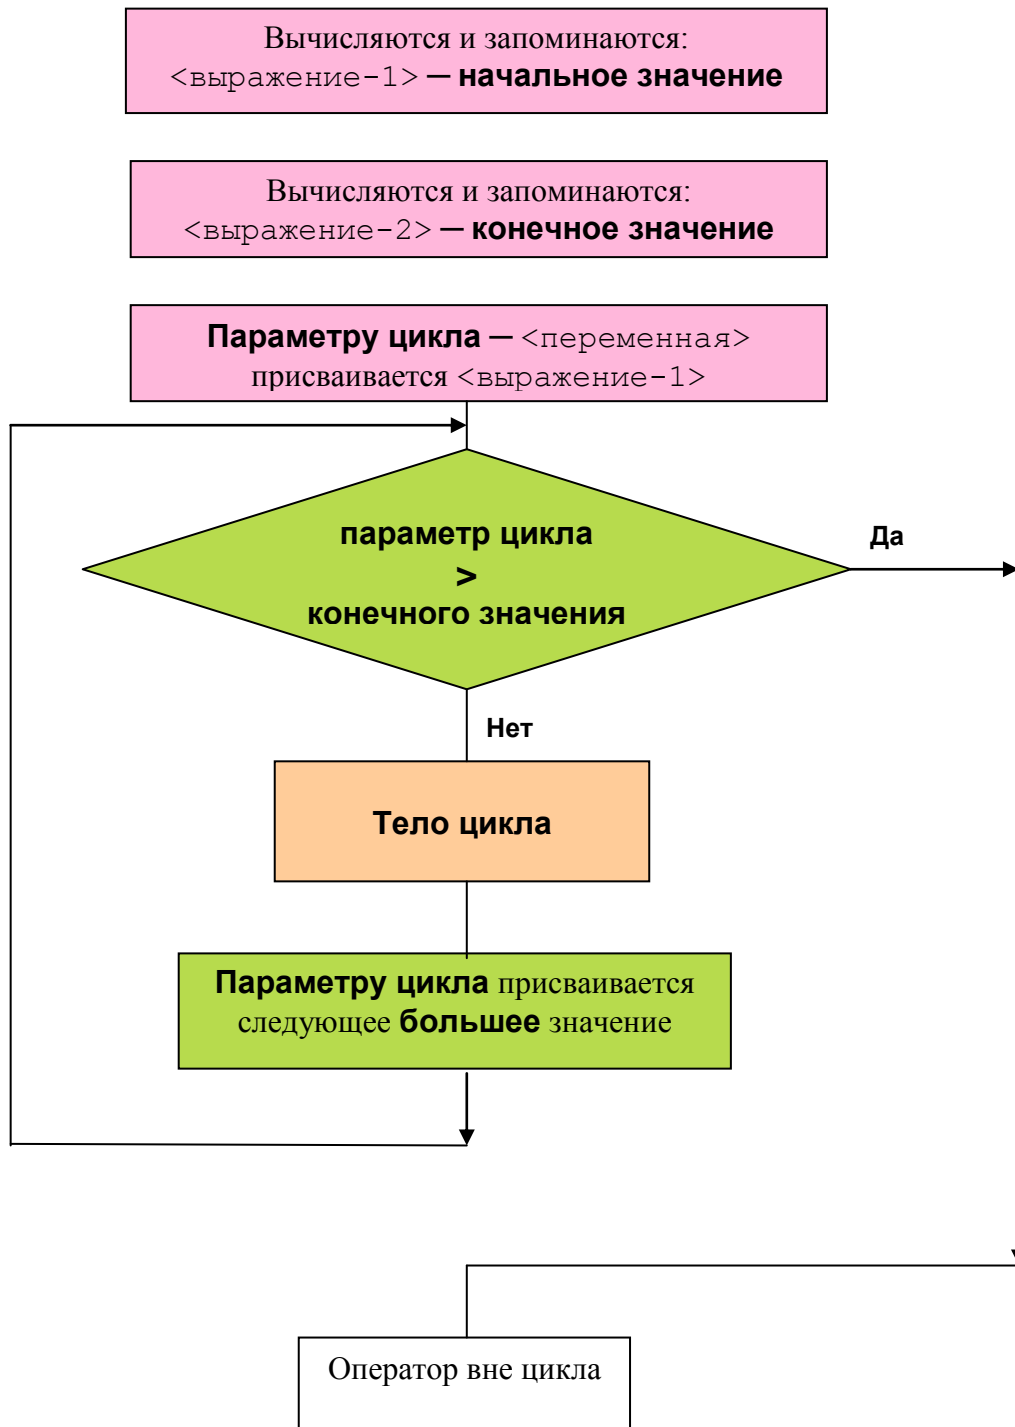 Вычисляются и запоминаются:
<выражение-1> — начальное значение
Вычисляются и запоминаются:
<выражение-2> — конечное значение
Параметру цикла — <переменная>
присваивается <выражение-1>
параметр цикла
>
конечного значения
Да
Нет
Тело цикла
Параметру цикла присваивается
следующее большее значение
Оператор вне цикла